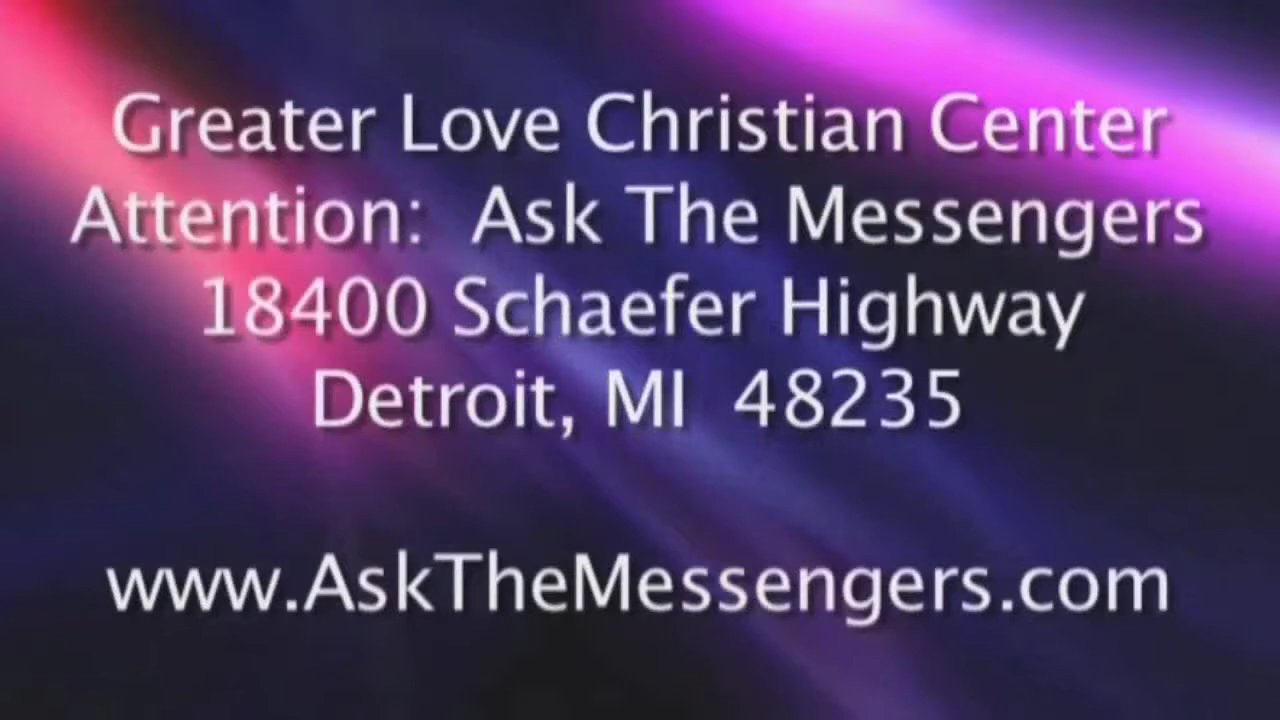 Greater Love Christian Center
Attention:  Ask The Messengers
18400 Schaefer Highway
Detroit, MI  48235
www.AskTheMessengers.com